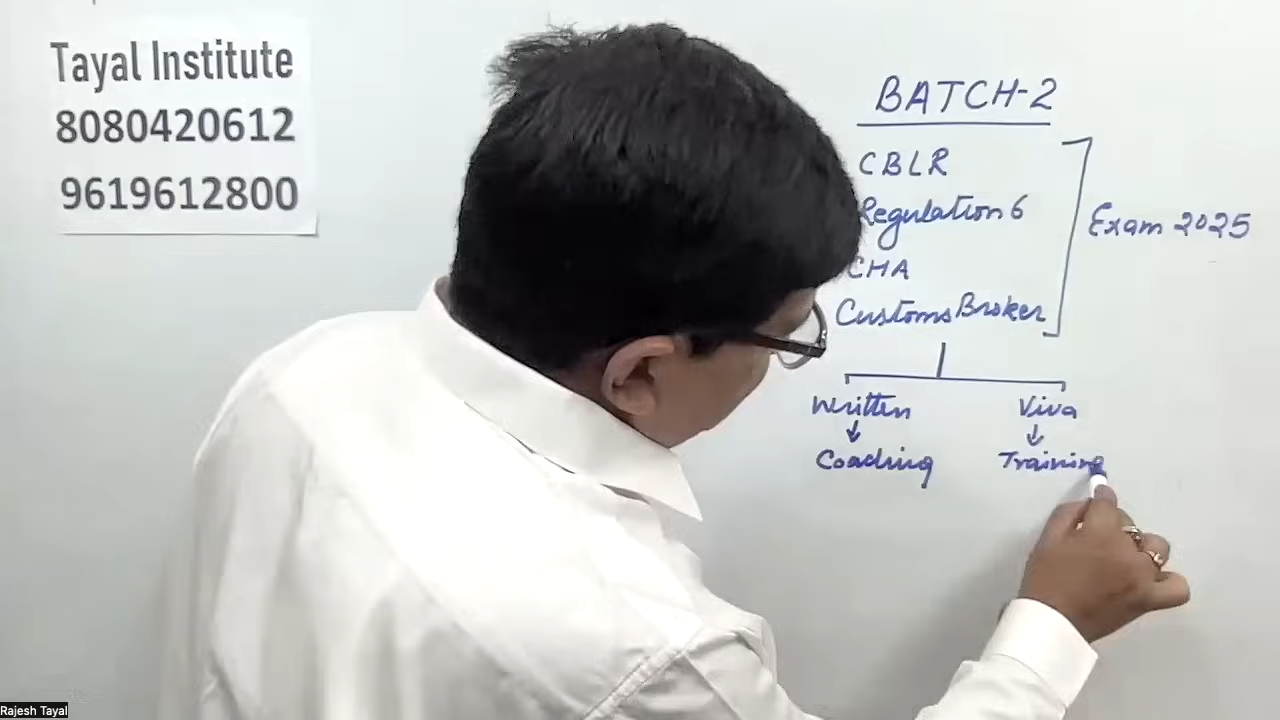 Tayal Institute
8080420612
9619612800
BATCH-2
CBLR
Regulation 6
CHA
Customs Broker
Exam 2025
Written
Viva
Coaching
Training
Rajesh Tayal